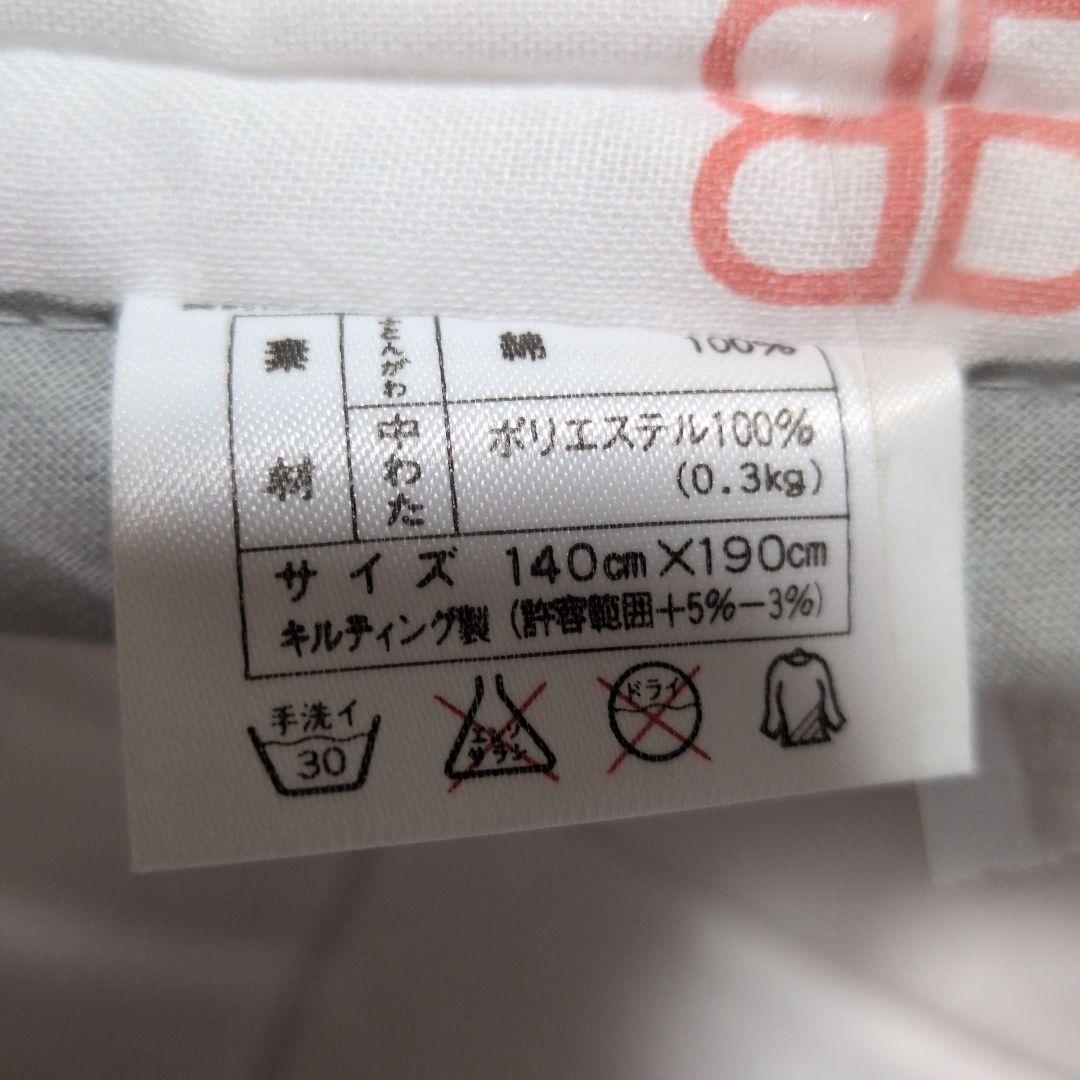 素材
ふとんがわ 綿 100%
中わた ポリエステル100%
(0.3kg)
サイズ 140cm×190cm
キルティング製 (許容範囲+5%-3%)
手洗イ
30
エンソ
サラシ
ドライ